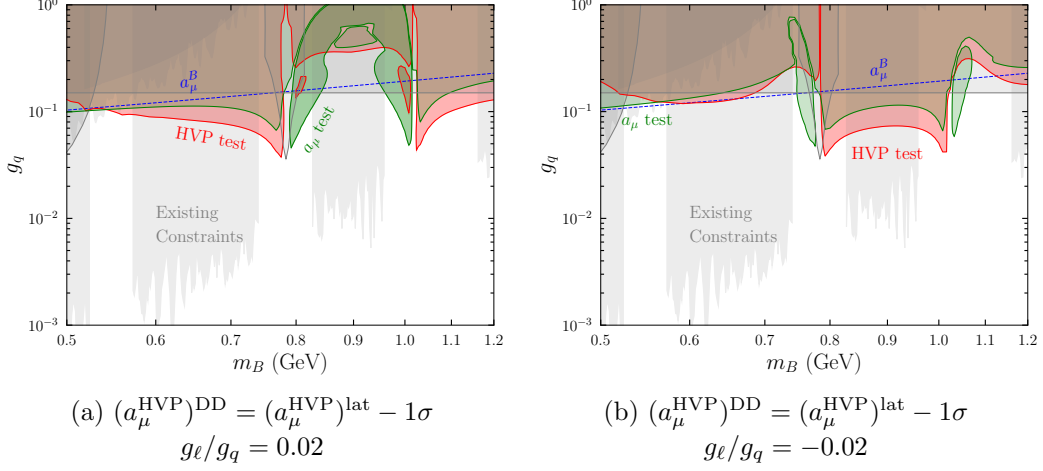 10⁰
10⁻¹
10⁻²
10⁻³
g_q
a_μ^B
HVP test
a_μ test
Existing
Constraints
0.5 0.6 0.7 0.8 0.9 1.0 1.1 1.2
m_B (GeV)
(a) (a_μ^HVP)^DD = (a_μ^HVP)^lat − 1σ
g_ℓ/g_q = 0.02
10⁰
10⁻¹
10⁻²
10⁻³
g_q
a_μ^B
a_μ test
HVP test
Existing
Constraints
0.5 0.6 0.7 0.8 0.9 1.0 1.1 1.2
m_B (GeV)
(b) (a_μ^HVP)^DD = (a_μ^HVP)^lat − 1σ
g_ℓ/g_q = −0.02